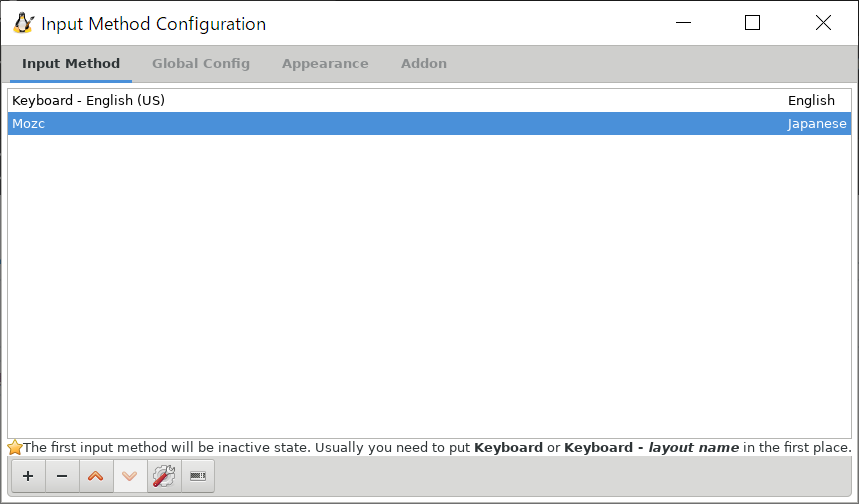 Input Method Configuration
Input Method Global Config Appearance Addon
Keyboard - English (US) English
Mozc Japanese
The first input method will be inactive state. Usually you need to put Keyboard or Keyboard - layout name in the first place.